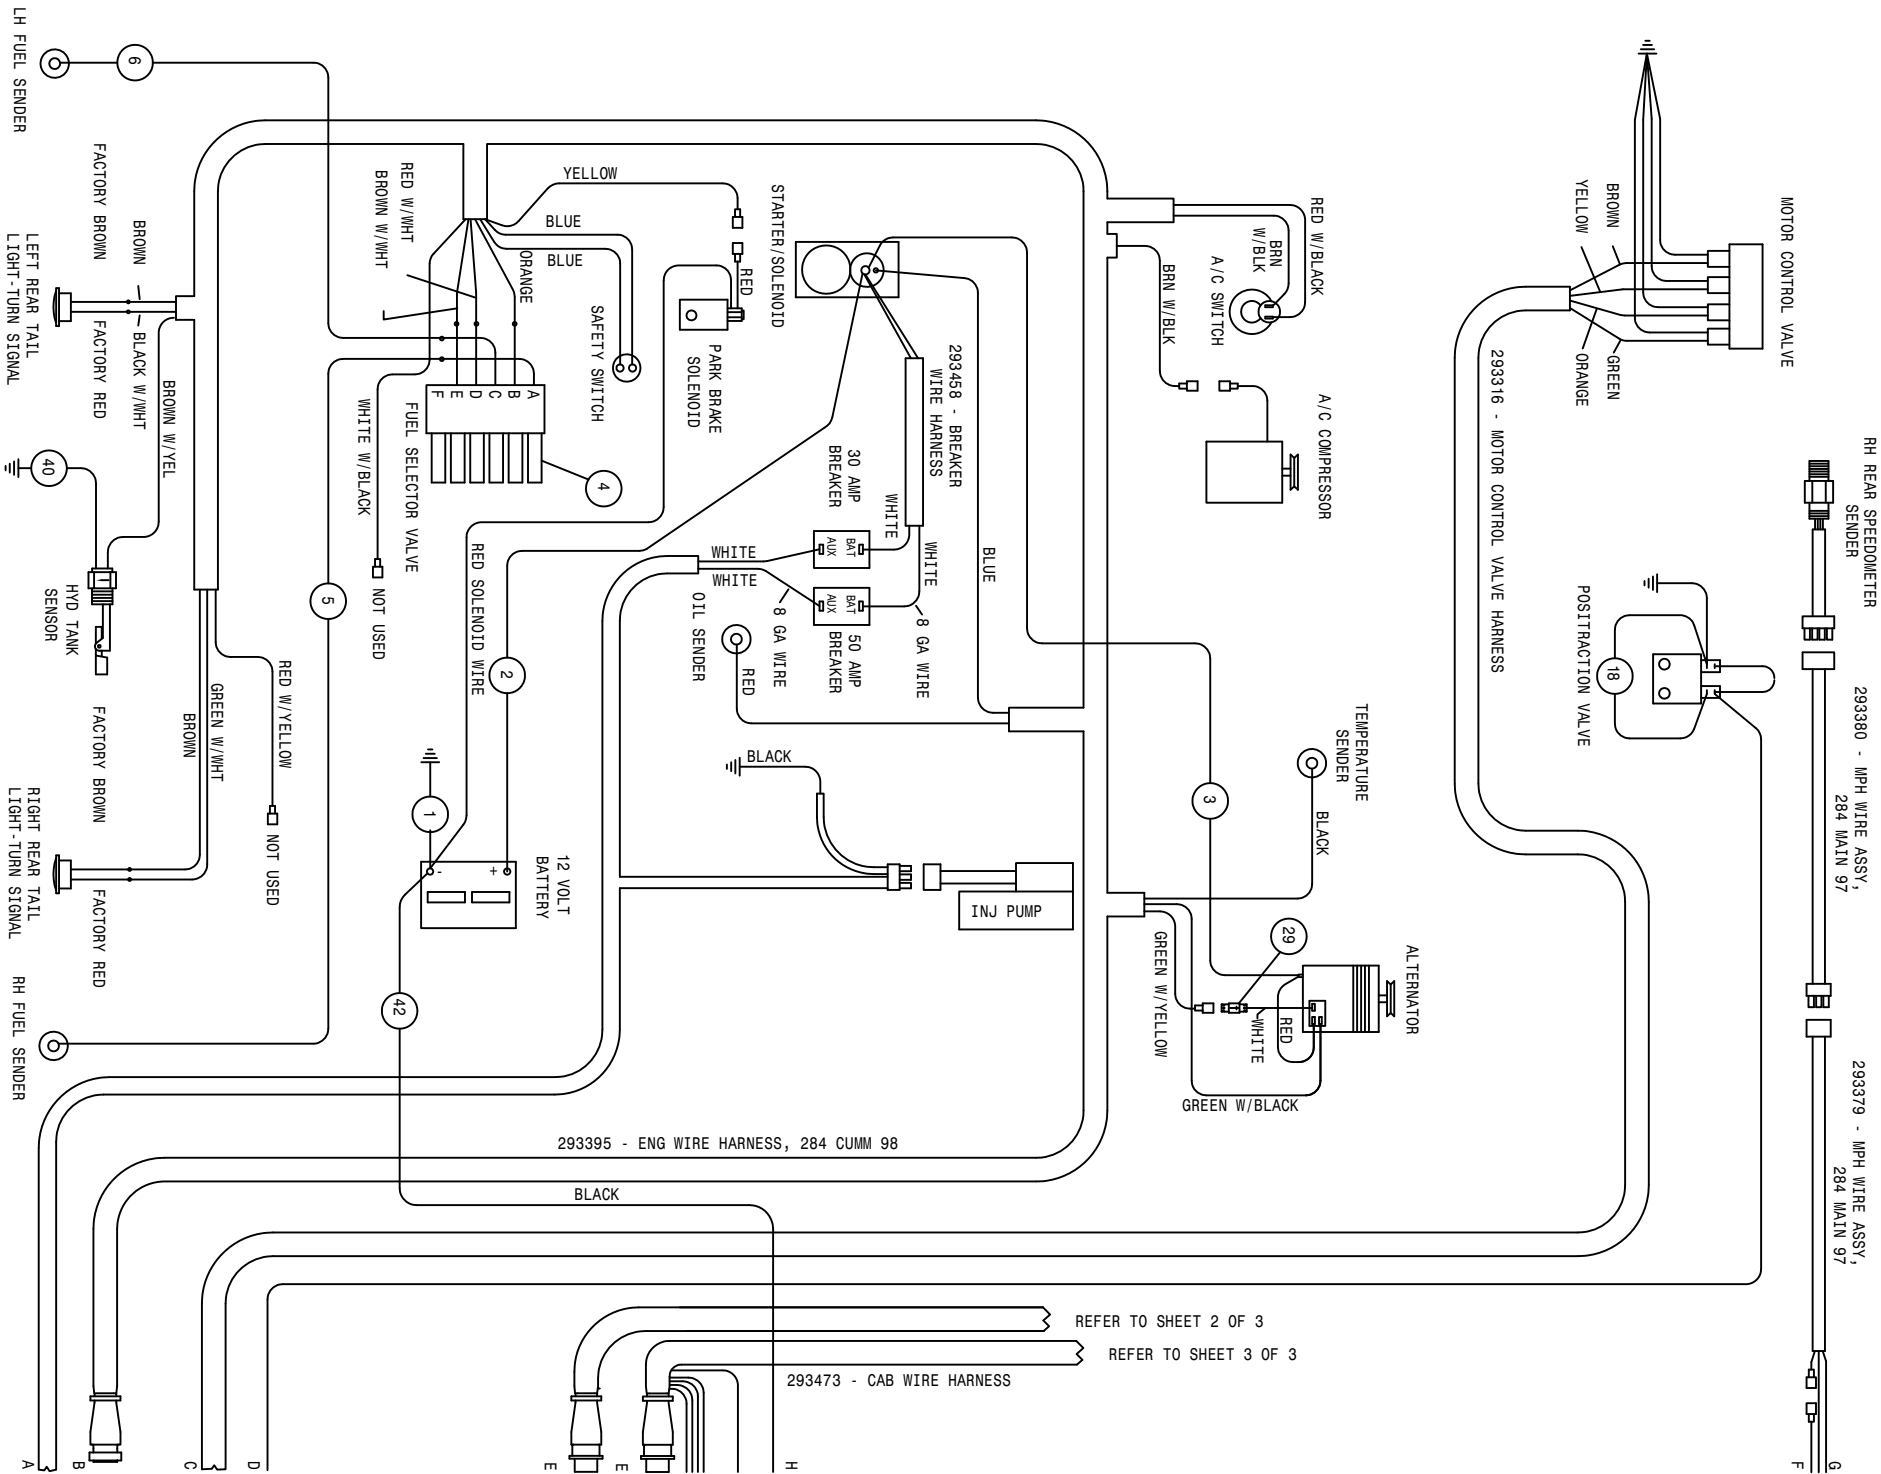 LH FUEL SENDER
6
FACTORY BROWN
BROWN
LEFT REAR TAIL
LIGHT-TURN SIGNAL
FACTORY RED
BLACK W/WHT
BROWN W/YEL
40
HYD TANK
SENSOR
RED W/WHT
BROWN W/WHT
YELLOW
BLUE
BLUE
ORANGE
RED
SAFETY SWITCH
STARTER/SOLENOID
PARK BRAKE
SOLENOID
A
B
C
D
E
F
4
FUEL SELECTOR VALVE
WHITE W/BLACK
NOT USED
5
RED SOLENOID WIRE
2
293458 - BREAKER
WIRE HARNESS
30 AMP
BREAKER
WHITE
WHITE
BAT
AUX
WHITE
WHITE
BAT
AUX
50 AMP
BREAKER
8 GA WIRE
8 GA WIRE
BLUE
OIL SENDER
RED
RED W/BLACK
BRN
W/BLK
A/C SWITCH
BRN W/BLK
A/C COMPRESSOR
MOTOR CONTROL VALVE
BROWN
YELLOW
GREEN
ORANGE
293316 - MOTOR CONTROL VALVE HARNESS
RH REAR SPEEDOMETER
SENDER
POSITRACTION VALVE
18
293380 - MPH WIRE ASSY,
284 MAIN 97
TEMPERATURE
SENDER
BLACK
3
BLACK
INJ PUMP
1
12 VOLT
BATTERY
-
+
RED W/YELLOW
NOT USED
GREEN W/WHT
BROWN
FACTORY BROWN
RIGHT REAR TAIL
LIGHT-TURN SIGNAL
FACTORY RED
RH FUEL SENDER
42
29
ALTERNATOR
GREEN W/YELLOW
WHITE
RED
GREEN W/BLACK
293379 - MPH WIRE ASSY,
284 MAIN 97
293395 - ENG WIRE HARNESS, 284 CUMM 98
BLACK
REFER TO SHEET 2 OF 3
REFER TO SHEET 3 OF 3
293473 - CAB WIRE HARNESS
A
B
C
D
E
E
H
F
G